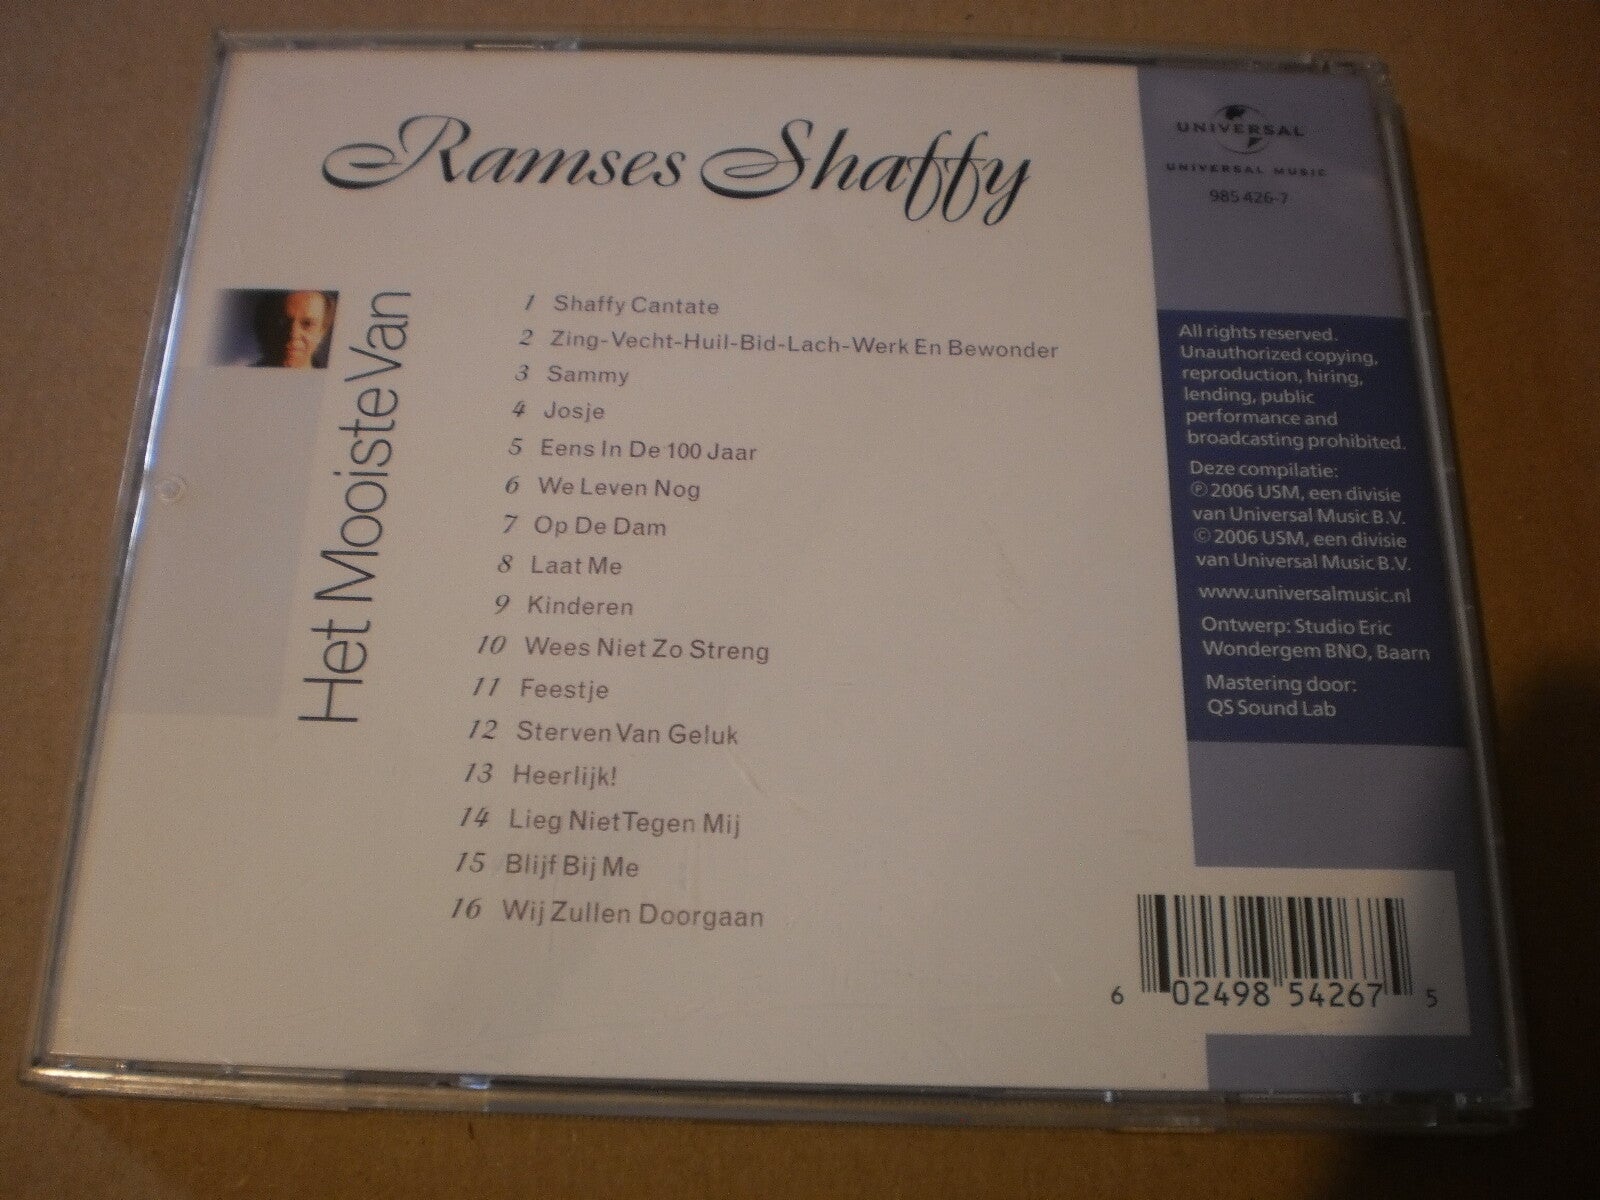 Ramses Shaffy
Het Mooiste Van
1 Shaffy Cantate
2 Zing-Vecht-Huil-Bid-Lach-Werk En Bewonder
3 Sammy
4 Josje
5 Eens In De 100 Jaar
6 We Leven Nog
7 Op De Dam
8 Laat Me
9 Kinderen
10 Wees Niet Zo Streng
11 Feestje
12 Sterven Van Geluk
13 Heerlijk!
14 Lieg Niet Tegen Mij
15 Blijf Bij Me
16 Wij Zullen Doorgaan
UNIVERSAL
UNIVERSAL MUSIC
985 426-7
All rights reserved.
Unauthorized copying,
reproduction, hiring,
lending, public
performance and
broadcasting prohibited.
Deze compilatie:
℗ 2006 USM, een divisie
van Universal Music B.V.
© 2006 USM, een divisie
van Universal Music B.V.
www.universalmusic.nl
Ontwerp: Studio Eric
Wondergem BNO, Baarn
Mastering door:
QS Sound Lab
6 02498 54267 5